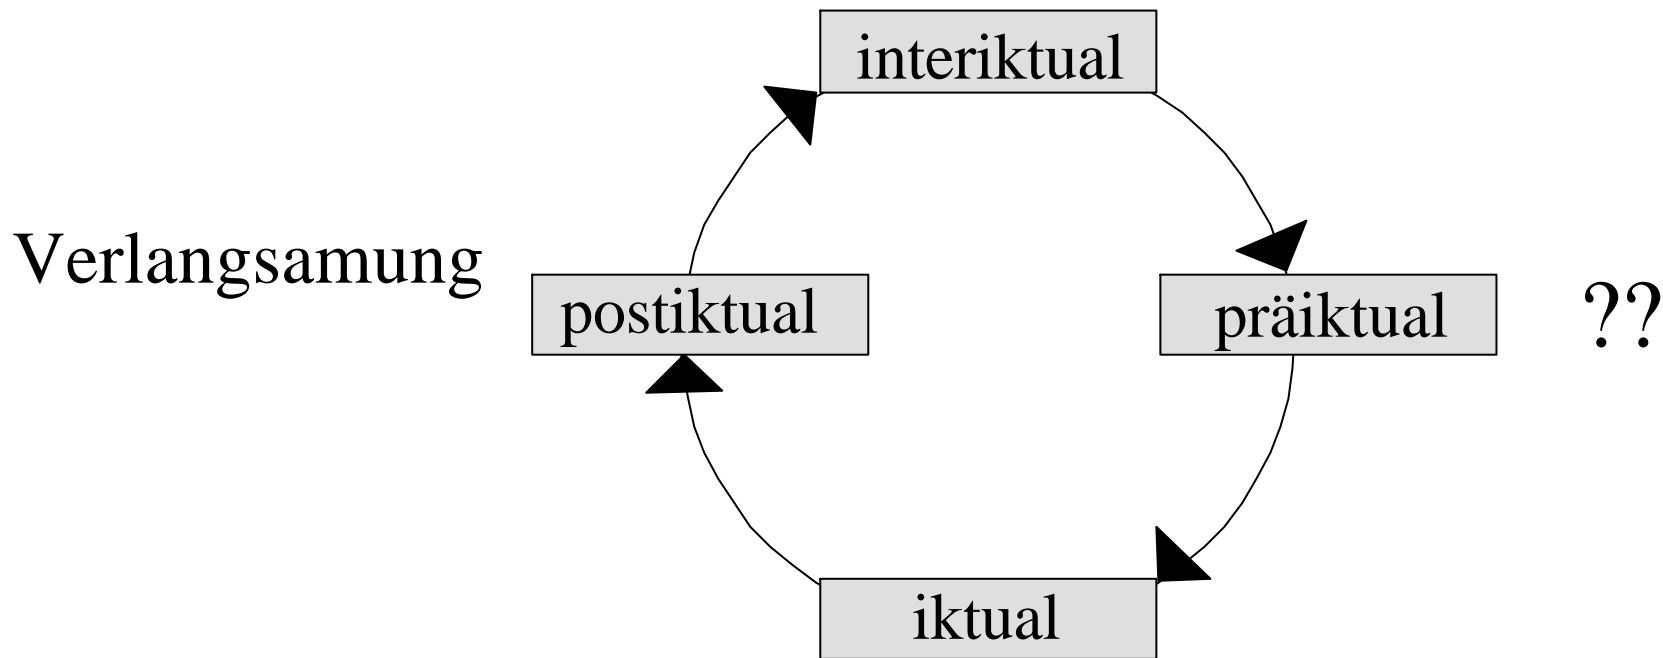 interiktual
Verlangsamung
postiktual
präiktual
??
iktual